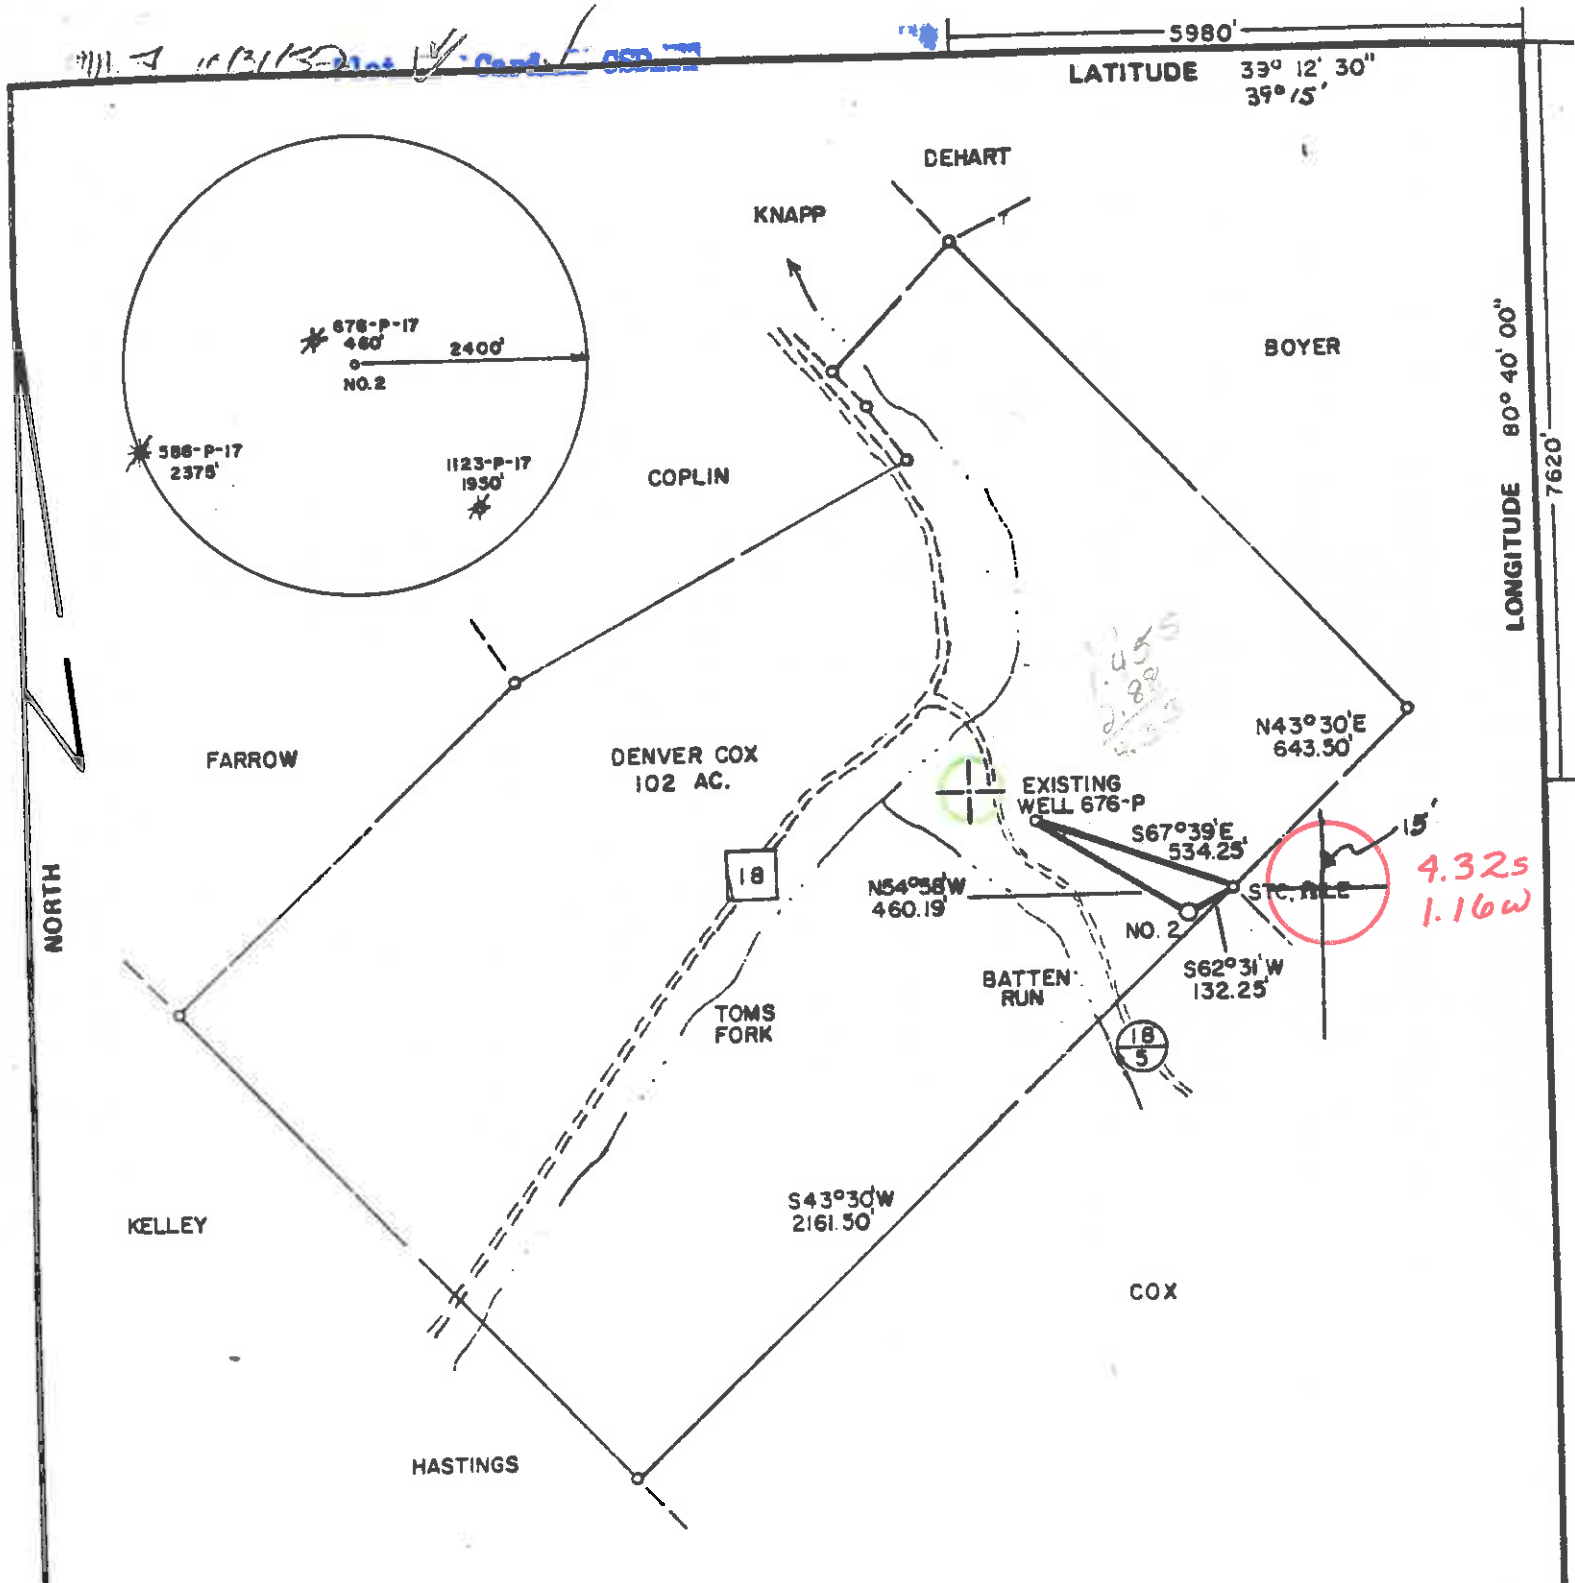 5980'
LATITUDE 39° 12' 30"
39° 15'
DEHART
KNAPP
BOYER
LONGITUDE 80° 40' 00"
7620'
676-P-17
460'
2400'
NO. 2
586-P-17
2375'
1123-P-17
1950'
COPLIN
FARROW
DENVER COX
102 AC.
N43°30'E
643.50'
EXISTING
WELL 676-P
S67°39'E
534.25'
15'
4.32s
1.16w
18
N54°58'W
460.19'
NO. 2
S62°31'W
132.25'
BATTEN
RUN
NORTH
TOMS
FORK
18
5
S43°30'W
2161.50'
KELLEY
COX
HASTINGS